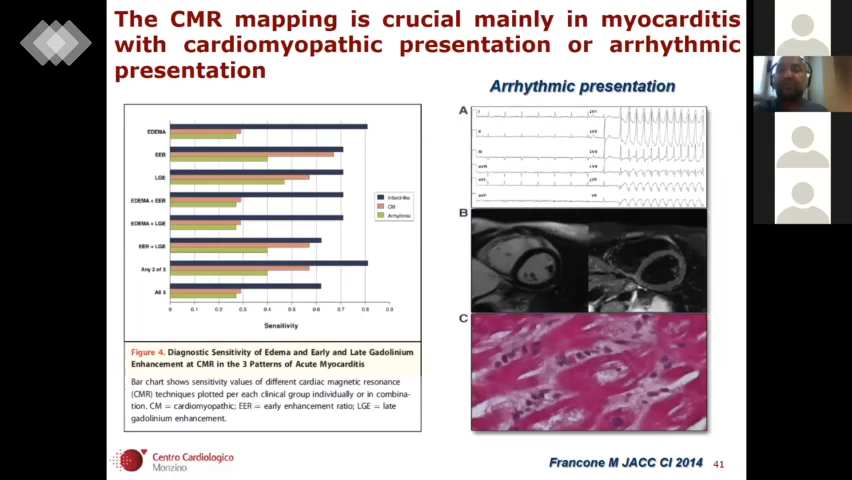 The CMR mapping is crucial mainly in myocarditis
with cardiomyopathic presentation or arrhythmic
presentation
Arrhythmic presentation
EDEMA
EER
LGE
EDEMA + EER
EDEMA + LGE
EER + LGE
Any 2 of 3
All 3
0 0.1 0.2 0.3 0.4 0.5 0.6 0.7 0.8 0.9
Sensitivity
Infarct-like
CM
Arrhythmia
Figure 4. Diagnostic Sensitivity of Edema and Early and Late Gadolinium
Enhancement at CMR in the 3 Patterns of Acute Myocarditis
Bar chart shows sensitivity values of different cardiac magnetic resonance
(CMR) techniques plotted per each clinical group individually or in combina-
tion. CM = cardiomyopathic; EER = early enhancement ratio; LGE = late
gadolinium enhancement.
A
B
C
Centro Cardiologico
Monzino
Francone M JACC CI 2014 41